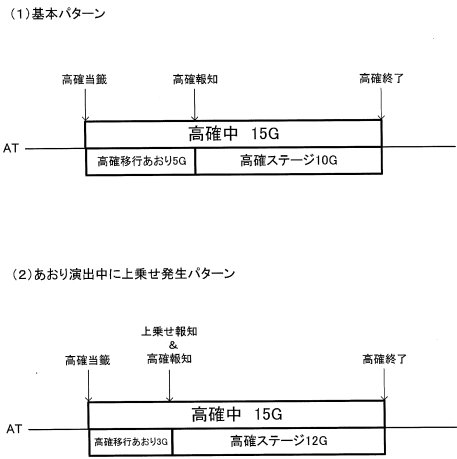 （１）基本パターン
高確当籤
高確報知
高確終了
高確中 15G
AT
高確移行あおり5G
高確ステージ10G
（２）あおり演出中に上乗せ発生パターン
上乗せ報知
&
高確当籤
高確報知
高確終了
高確中 15G
AT
高確移行あおり3G
高確ステージ12G